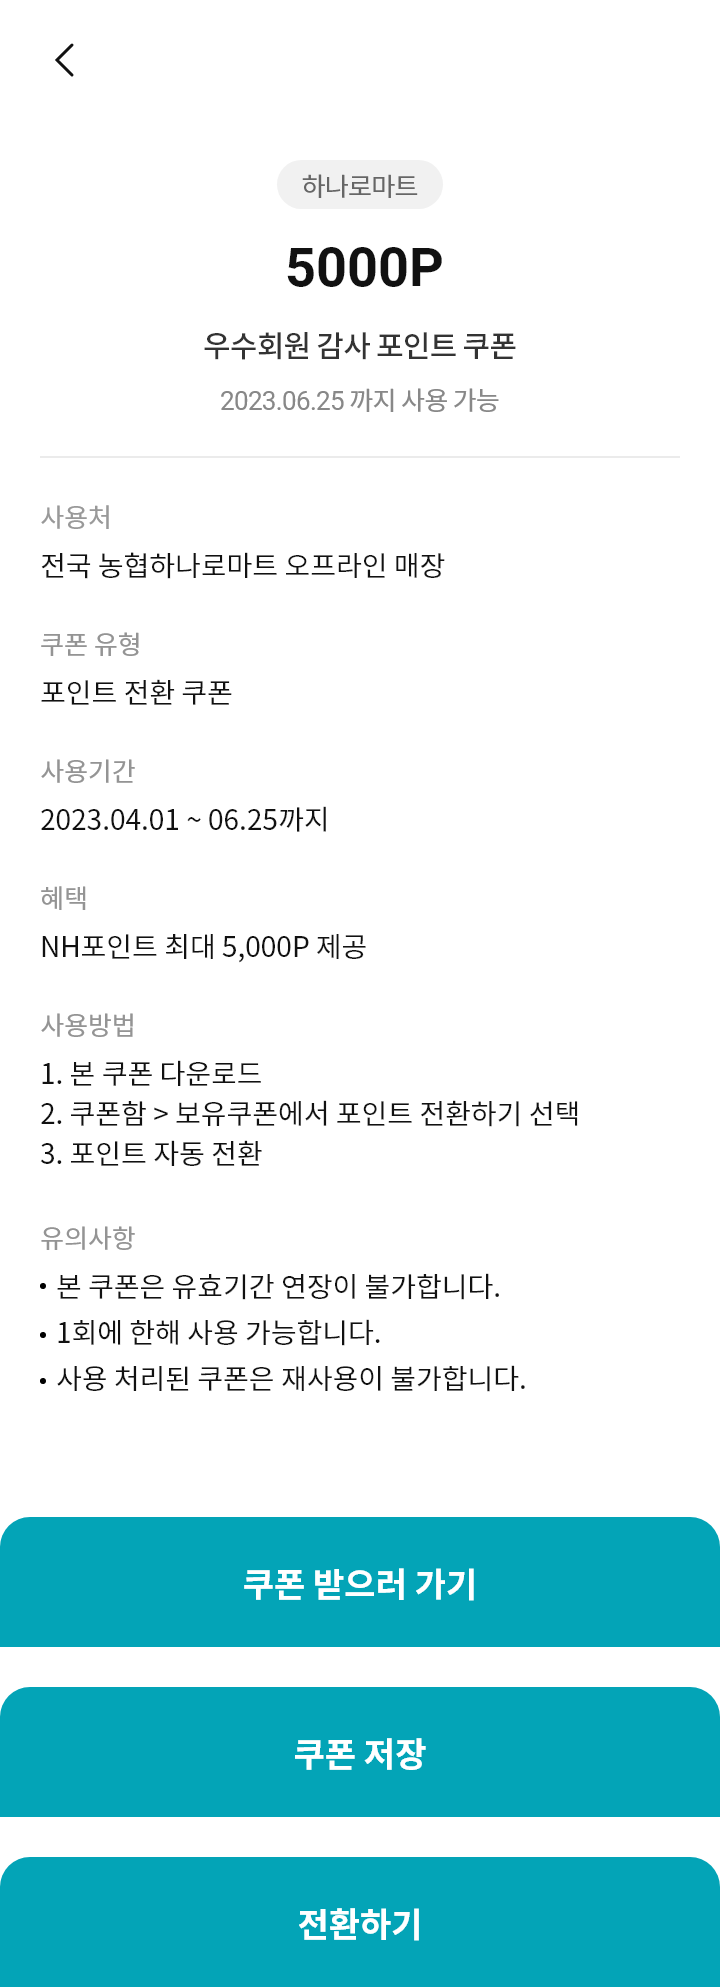 하나로마트
5000P
우수회원 감사 포인트 쿠폰
2023.06.25 까지 사용 가능
사용처
전국 농협하나로마트 오프라인 매장
쿠폰 유형
포인트 전환 쿠폰
사용기간
2023.04.01 ~ 06.25까지
혜택
NH포인트 최대 5,000P 제공
사용방법
1. 본 쿠폰 다운로드
2. 쿠폰함 > 보유쿠폰에서 포인트 전환하기 선택
3. 포인트 자동 전환
유의사항
• 본 쿠폰은 유효기간 연장이 불가합니다.
• 1회에 한해 사용 가능합니다.
• 사용 처리된 쿠폰은 재사용이 불가합니다.
쿠폰 받으러 가기
쿠폰 저장
전환하기